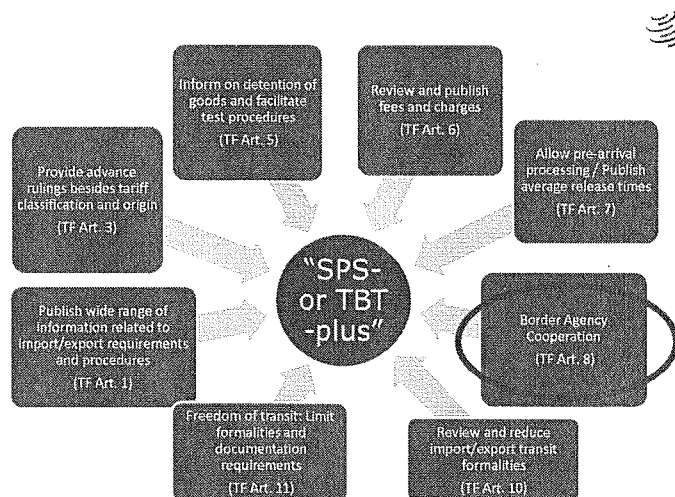 Inform on detention of
goods and facilitate
test procedures
(TF Art. 5)
Review and publish
fees and charges
(TF Art. 6)
Provide advance
rulings besides tariff
classification and origin
(TF Art. 3)
Allow pre-arrival
processing / Publish
average release times
(TF Art. 7)
"SPS-
or TBT
-plus"
Publish wide range of
information related to
import/export requirements
and procedures
(TF Art. 1)
Border Agency
Cooperation
(TF Art. 8)
Freedom of transit: Limit
formalities and
documentation
requirements
(TF Art. 11)
Review and reduce
import/export transit
formalities
(TF Art. 10)